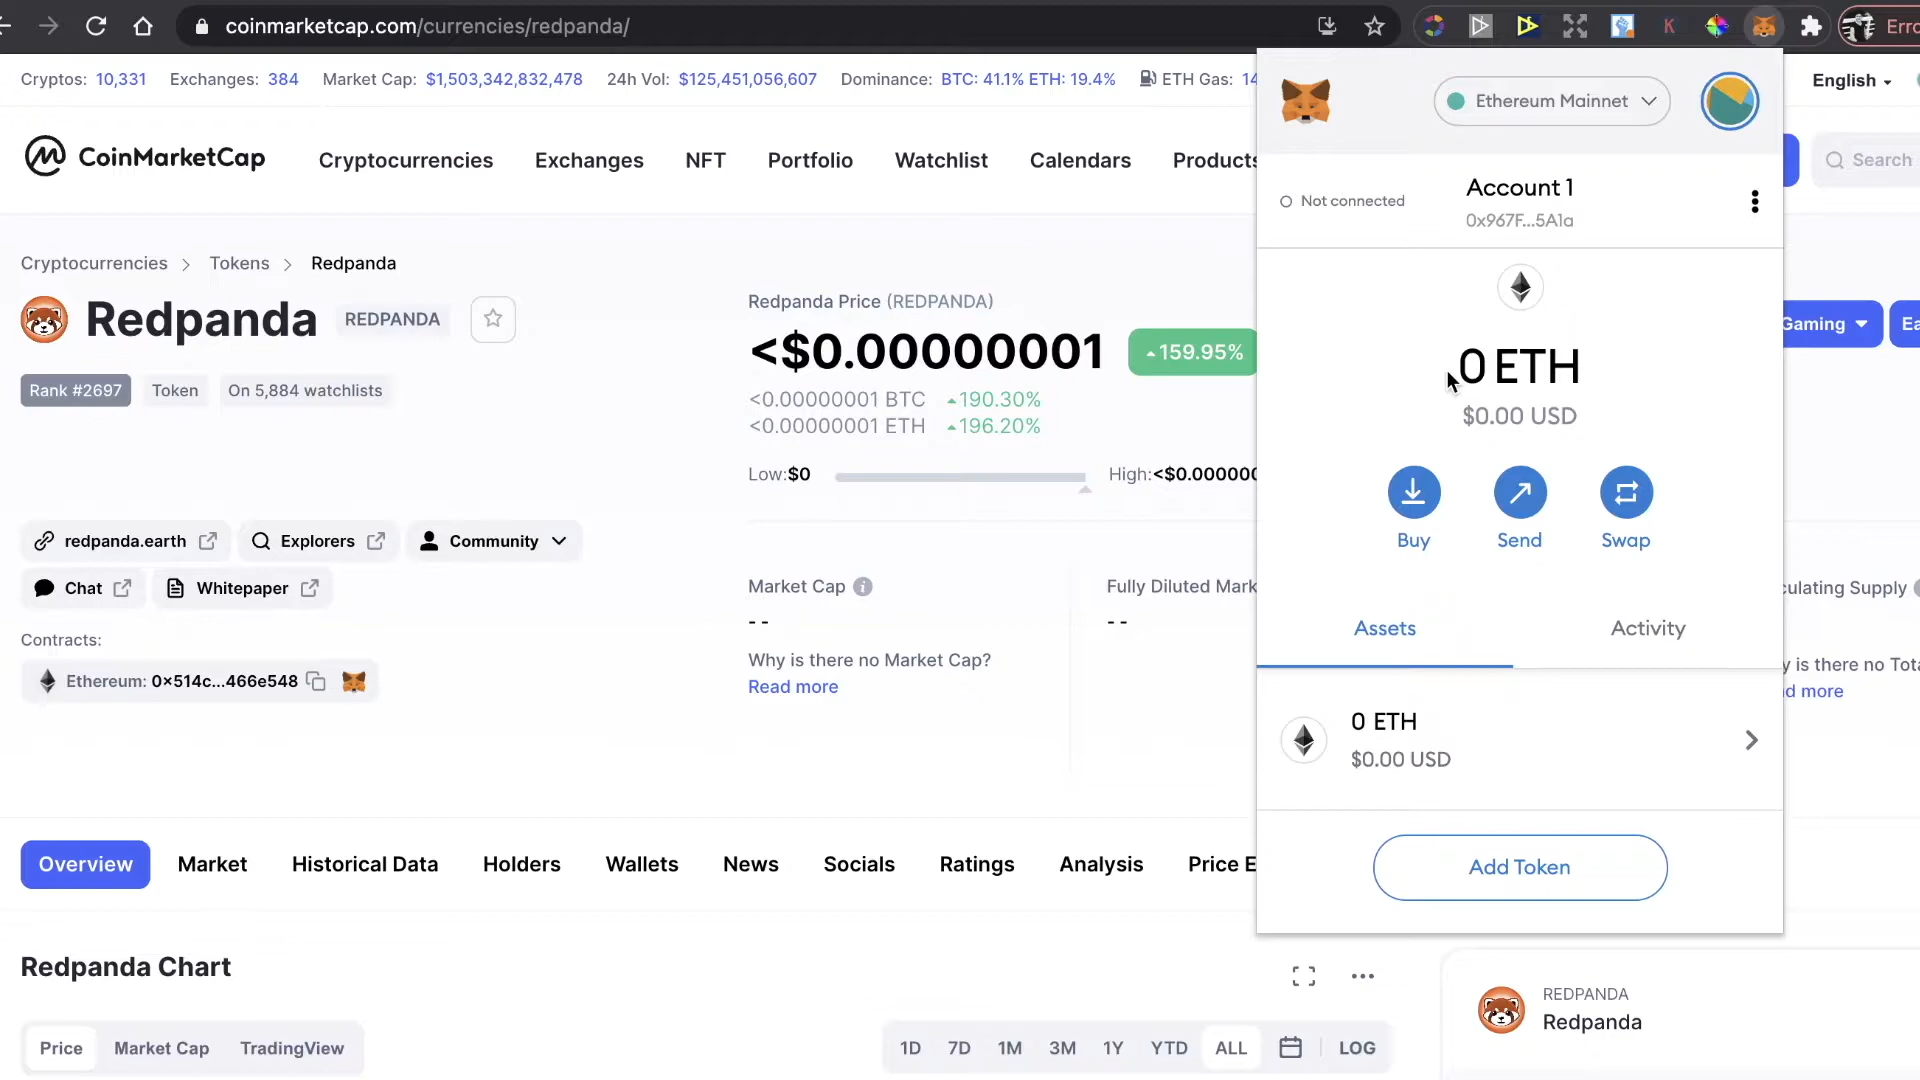 coinmarketcap.com/currencies/redpanda/
K
Cryptos: 10,331 Exchanges: 384 Market Cap: $1,503,342,832,478 24h Vol: $125,451,056,607 Dominance: BTC: 41.1% ETH: 19.4% ETH Gas:
English
CoinMarketCap
Cryptocurrencies Exchanges NFT Portfolio Watchlist Calendars Products
Search
Cryptocurrencies > Tokens > Redpanda
Redpanda REDPANDA
Rank #2697 Token On 5,884 watchlists
redpanda.earth Explorers Community
Chat Whitepaper
Contracts:
Ethereum: 0x514c...466e548
Redpanda Price (REDPANDA)
<$0.00000001 159.95%
<0.00000001 BTC 190.30%
<0.00000001 ETH 196.20%
Low:$0 High:
Market Cap
- -
Why is there no Market Cap?
Read more
Fully Diluted
- -
Gaming
Supply
is there no
more
Ethereum Mainnet
Not connected
Account 1
0x967F...5A1a
0 ETH
$0.00 USD
Buy Send Swap
Assets Activity
0 ETH
$0.00 USD
Add Token
Overview Market Historical Data Holders Wallets News Socials Ratings Analysis Price
Redpanda Chart
Price Market Cap TradingView
1D 7D 1M 3M 1Y YTD ALL LOG
REDPANDA
Redpanda